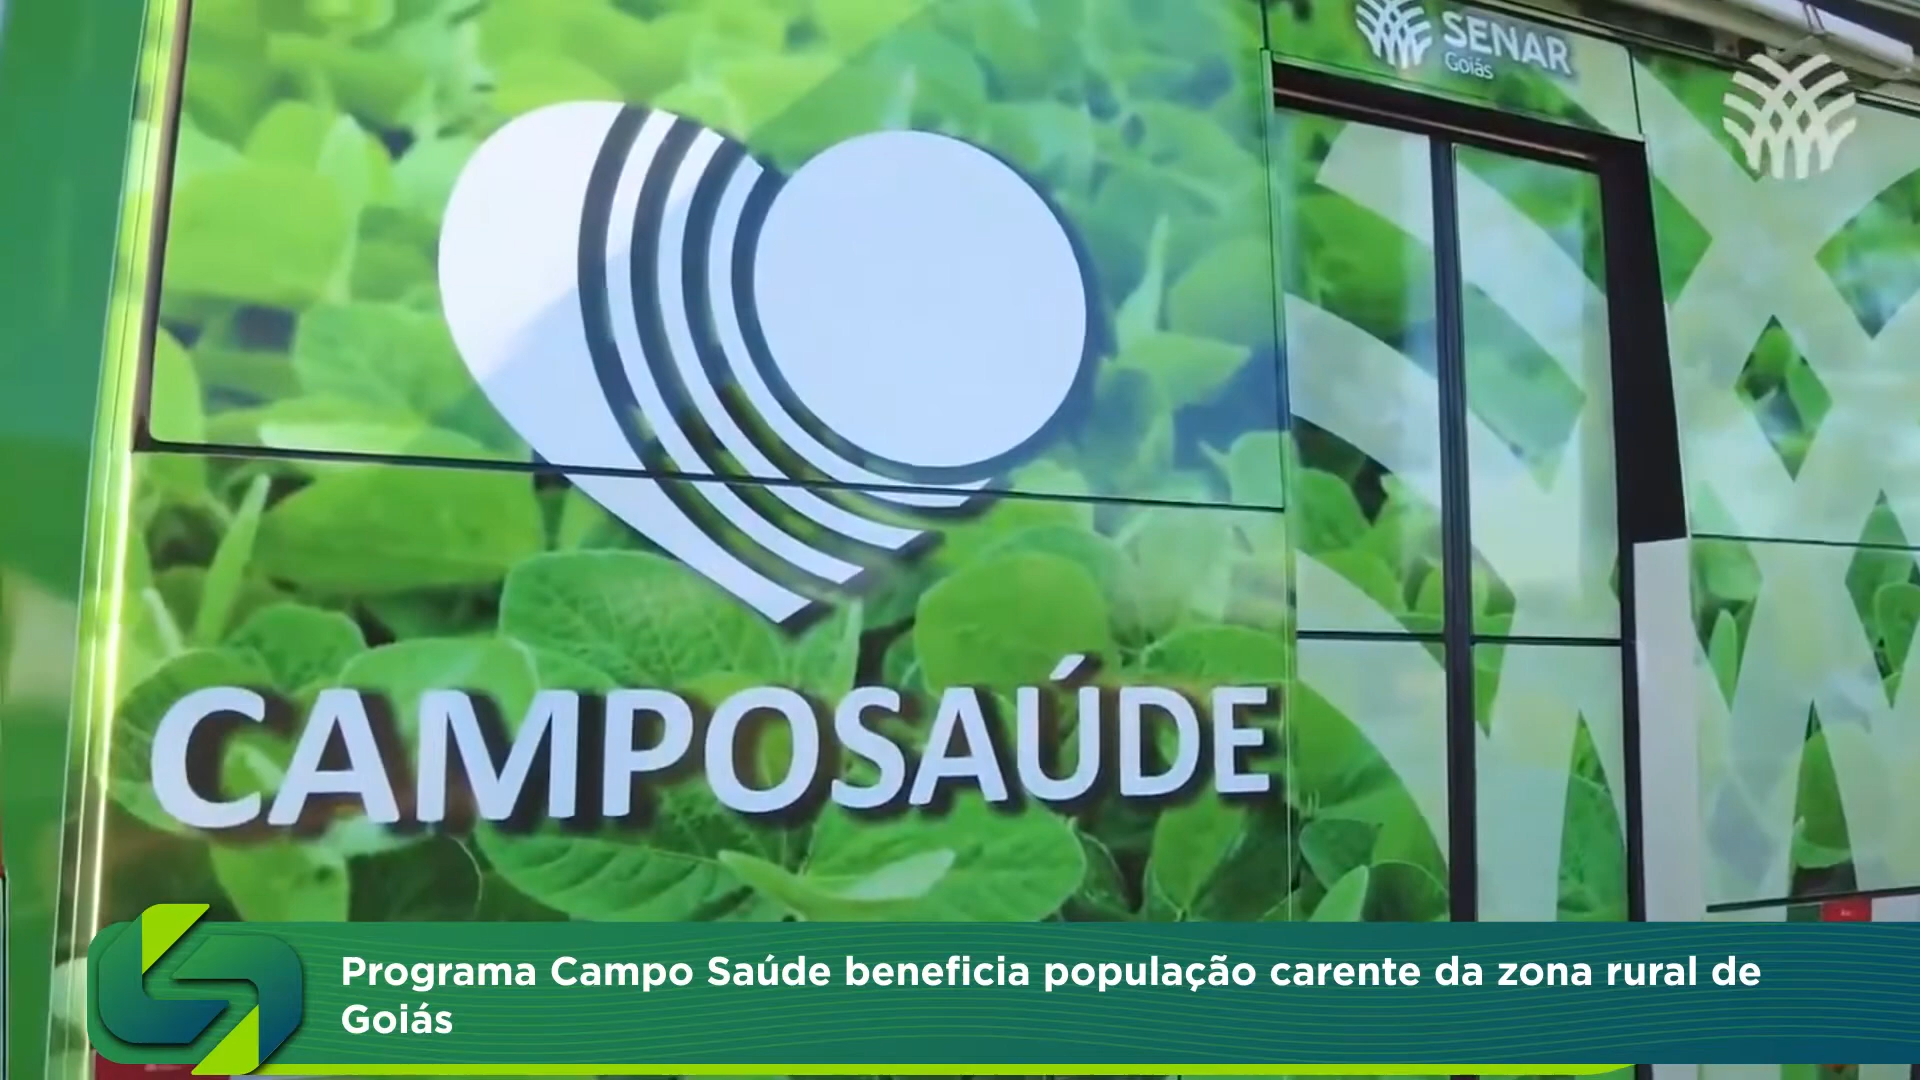 SENAR
Goiás
CAMPOSAÚDE
Programa Campo Saúde beneficia população carente da zona rural de
Goiás